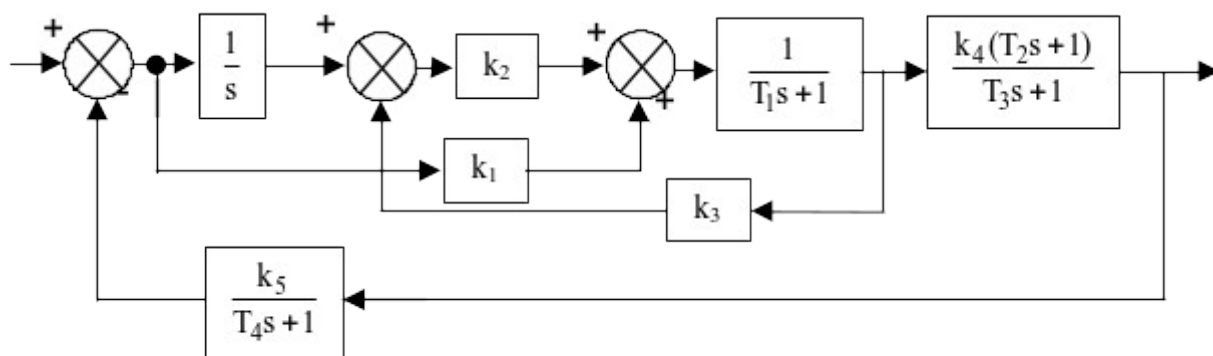 +
-
1
s
+
k₂
+
+
1
T₁s+1
k₄(T₂s+1)
T₃s+1
k₁
k₃
k₅
T₄s+1